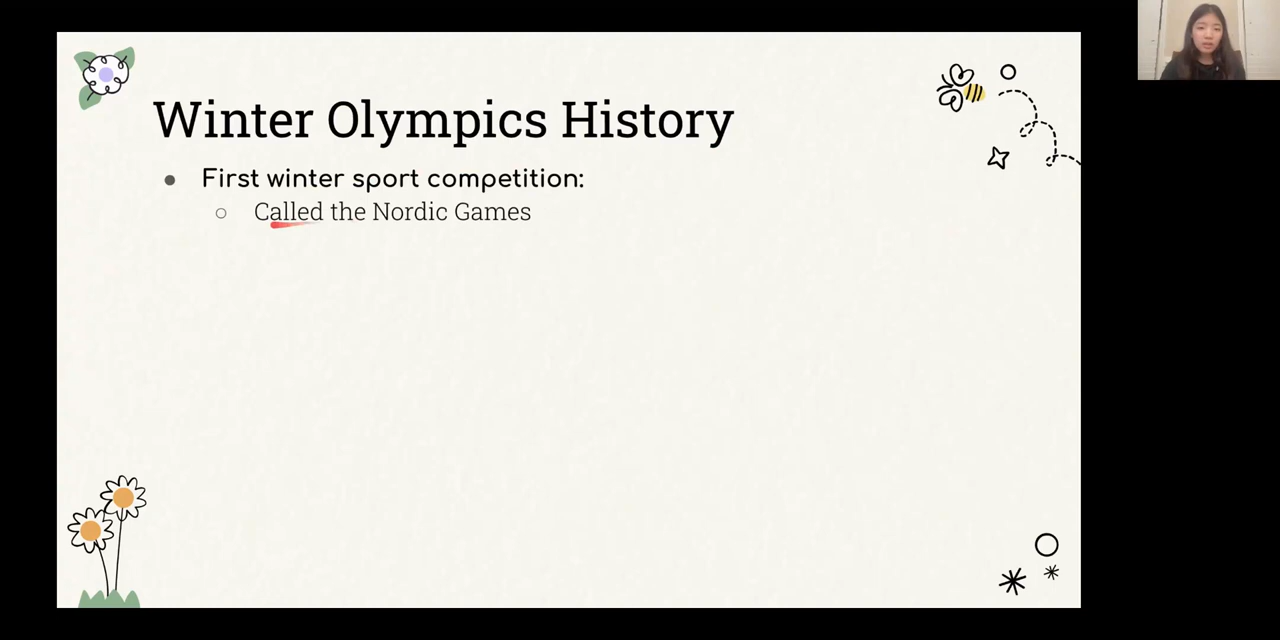 Winter Olympics History
● First winter sport competition:
○ Called the Nordic Games